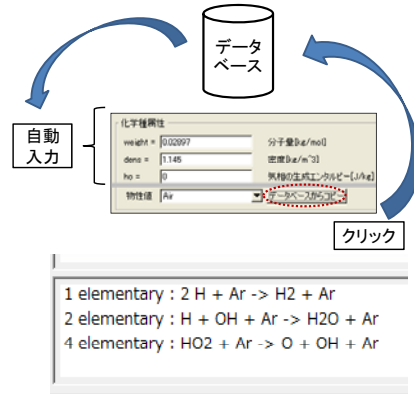 データ
ベース
化学種属性
自動
入力
weight = 0.02897 分子量[kg/mol]
dens = 1.145 密度[kg/m^3]
ho = 0 気相の生成エンタルピー[J/kg]
物性値 Air データベースからコピー
クリック
1 elementary : 2 H + Ar -> H2 + Ar
2 elementary : H + OH + Ar -> H2O + Ar
4 elementary : HO2 + Ar -> O + OH + Ar